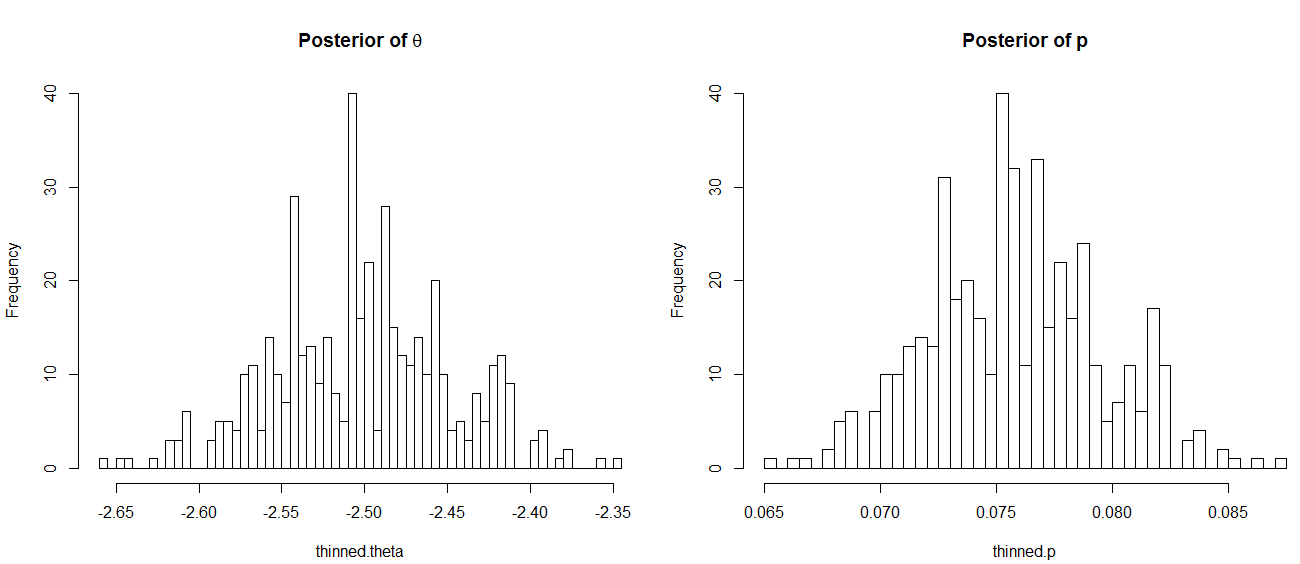 Posterior of θ
Frequency
0
10
20
30
40
-2.65 -2.60 -2.55 -2.50 -2.45 -2.40 -2.35
thinned.theta
Posterior of p
Frequency
0
10
20
30
40
0.065 0.070 0.075 0.080 0.085
thinned.p